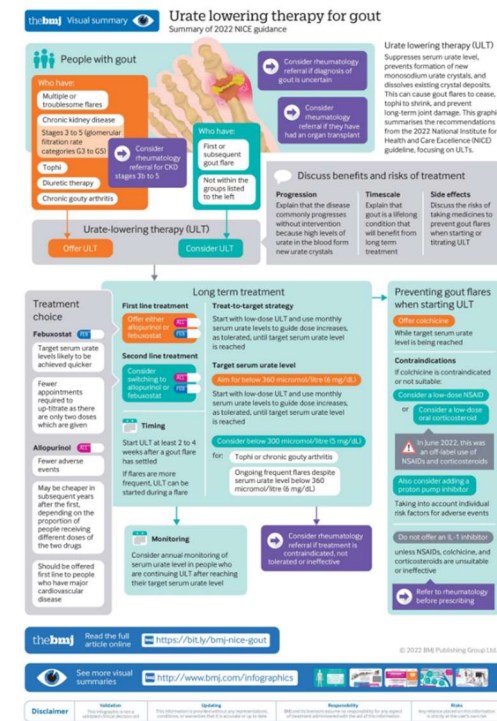 thebmj Visual summary
Urate lowering therapy for gout
Summary of 2022 NICE guidance
People with gout
Who have:
Multiple or
troublesome flares
Chronic kidney disease
Stages 3 to 5 (glomerular
filtration rate
categories G3 to G5)
Tophi
Diuretic therapy
Chronic gouty arthritis
Consider
rheumatology
referral for CKD
stages 3b to 5
Who have:
First or
subsequent
gout flare
Not within the
groups listed
to the left
Consider rheumatology
referral if diagnosis of
gout is uncertain
Consider
rheumatology
referral if they have
had an organ transplant
Urate lowering therapy (ULT)
Suppresses serum urate level,
prevents formation of new
monosodium urate crystals, and
dissolves existing crystal deposits.
This can cause gout flares to cease,
tophi to shrink, and prevent
long term joint damage. This graphi
summarises the recommendations
from the 2022 National Institute for
Health and Care Excellence (NICE)
guideline, focusing on ULTs.
Urate-lowering therapy (ULT)
Offer ULT
Consider ULT
Discuss benefits and risks of treatment
Progression
Explain that the disease
commonly progresses
without intervention
because high levels of
urate in the blood form
new urate crystals
Timescale
Explain that
gout is a lifelong
condition that
will benefit from
long term
treatment
Side effects
Discuss the risks of
taking medicines to
prevent gout flares
when starting or
titrating ULT
Treatment
choice
Febuxostat FEB
Target serum urate
levels likely to be
achieved quicker
Fewer
appointments
required to
up-titrate as there
are only two doses
which are given
Allopurinol ALL
Fewer adverse
events
May be cheaper in
subsequent years
after the first,
depending on the
proportion of
people receiving
different doses of
the two drugs
Should be offered
first line to people
who have major
cardiovascular
disease
Long term treatment
First line treatment
Offer either
allopurinol or ALL
febuxostat FEB
Second line treatment
Consider
switching to
allopurinol or ALL
febuxostat FEB
Timing
Start ULT at least 2 to 4
weeks after a gout flare
has settled
If flares are more
frequent, ULT can be
started during a flare
Treat-to-target strategy
Start with low-dose ULT and use monthly
serum urate levels to guide dose increases,
as tolerated, until target serum urate level
is reached
Target serum urate level
Aim for below 360 micromol/litre (6 mg/dL)
Start with low-dose ULT and use monthly
serum urate levels to guide dose increases,
as tolerated, until target serum urate level
is reached
Consider below 300 micromol/litre (5 mg/dL)
for: Tophi or chronic gouty arthritis
Ongoing frequent flares despite
serum urate level below 360
micromol/litre (6 mg/dL)
Monitoring
Consider annual monitoring of
serum urate level in people who
are continuing ULT after reaching
their target serum urate level
Consider rheumatology
referral if treatment is
contraindicated, not
tolerated or ineffective
Preventing gout flares
when starting ULT
Offer colchicine
While target serum urate
level is being reached
Contraindications
If colchicine is contraindicated
or not suitable:
Consider a low-dose NSAID
or Consider a low-dose
oral corticosteroid
In June 2022, this was
an off-label use of
NSAIDs and corticosteroids
Also consider adding a
proton pump inhibitor
Taking into account individual
risk factors for adverse events
Do not offer an IL-1 inhibitor
unless NSAIDs, colchicine, and
corticosteroids are unsuitable
or ineffective
Refer to rheumatology
before prescribing
thebmj Read the full
article online
https://bit.ly/bmj-nice-gout
© 2022 BMJ Publishing Group Ltd.
See more visual
summaries
http://www.bmj.com/infographics
Disclaimer
Validation
Updating
Responsibility
Risks